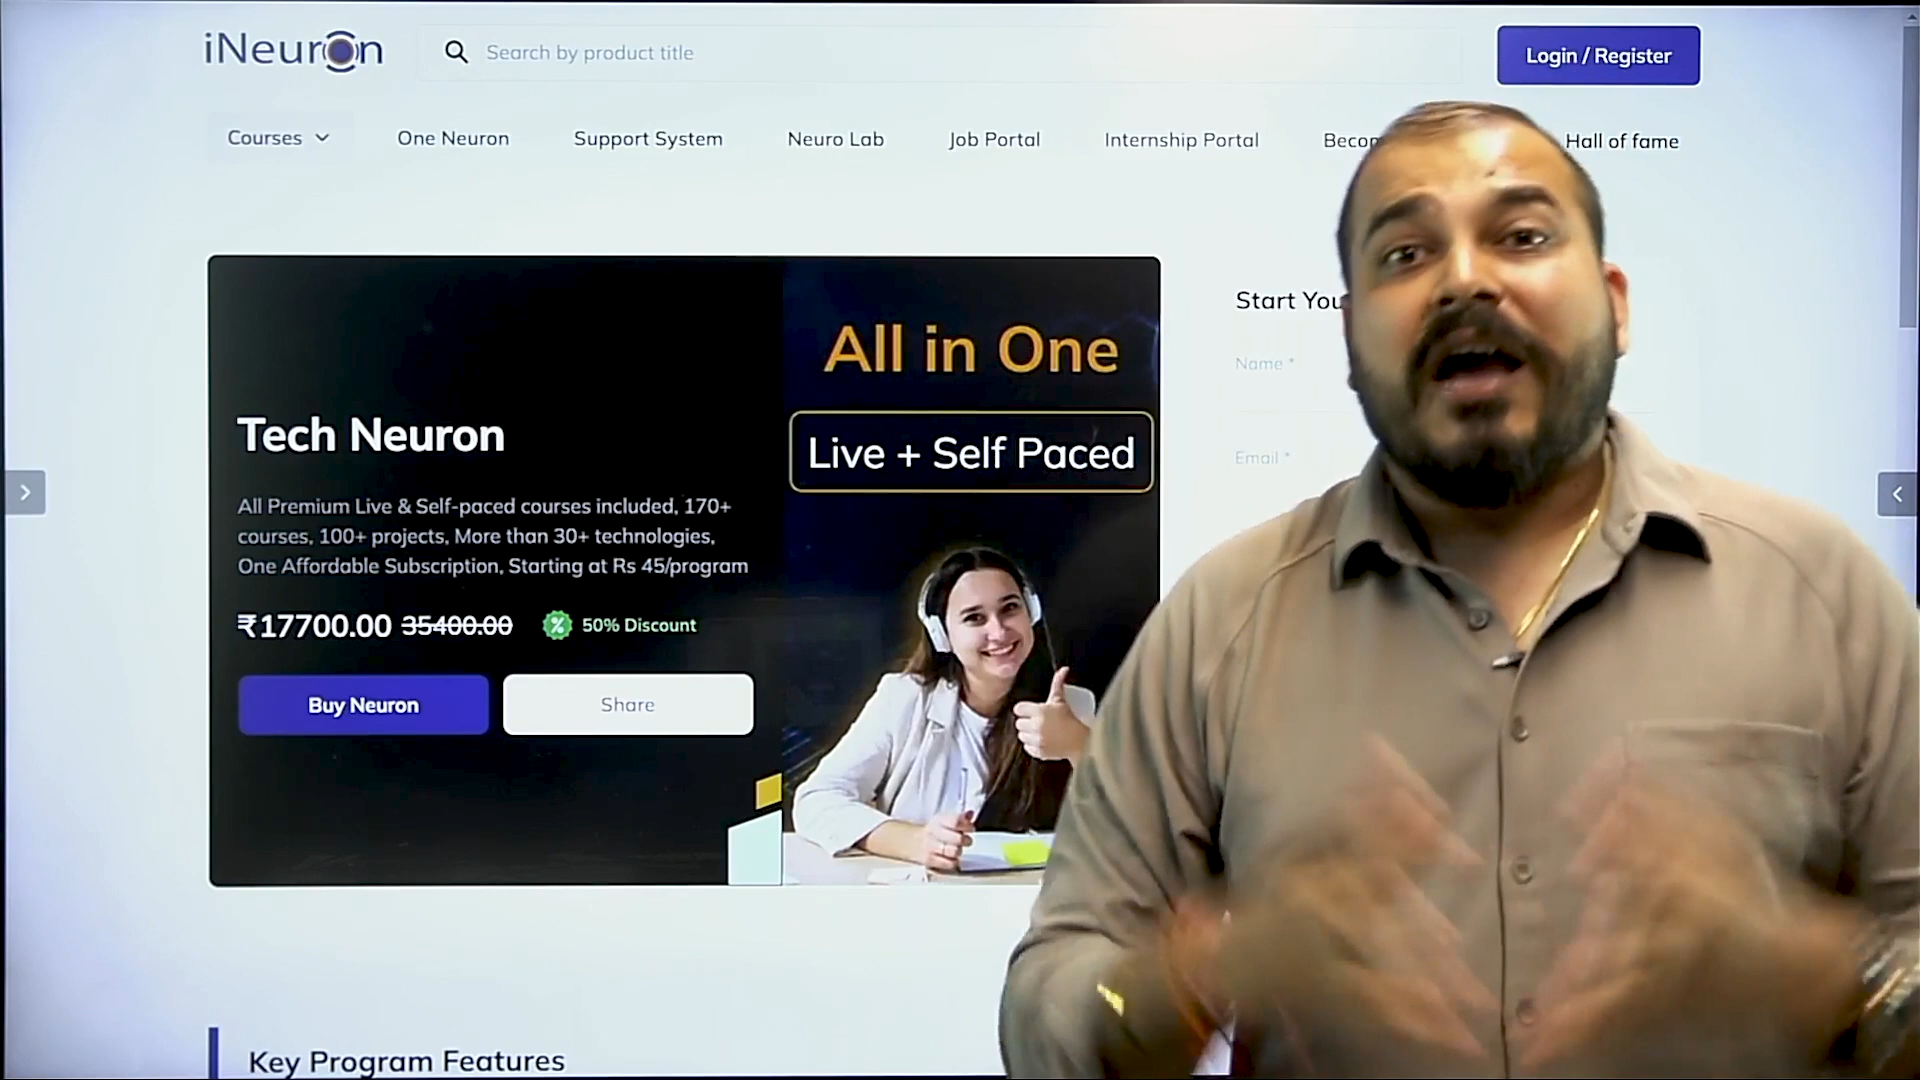 iNeuron
Search by product title
Login / Register
Courses
One Neuron
Support System
Neuro Lab
Job Portal
Internship Portal
Hall of fame
All in One
Live + Self Paced
Tech Neuron
All Premium Live & Self-paced courses included, 170+
courses, 100+ projects, More than 30+ technologies,
One Affordable Subscription, Starting at Rs 45/program
₹17700.00 35400.00 % 50% Discount
Buy Neuron
Share
Start
Name *
Email *
Key Program Features